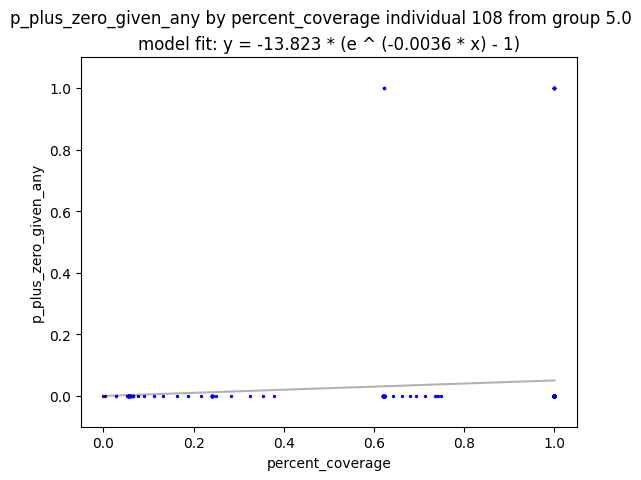 p_plus_zero_given_any by percent_coverage individual 108 from group 5.0
model fit: y = -13.823 * (e ^ (-0.0036 * x) - 1)
1.0
0.8
0.6
0.4
0.2
0.0
p_plus_zero_given_any
0.0 0.2 0.4 0.6 0.8 1.0
percent_coverage